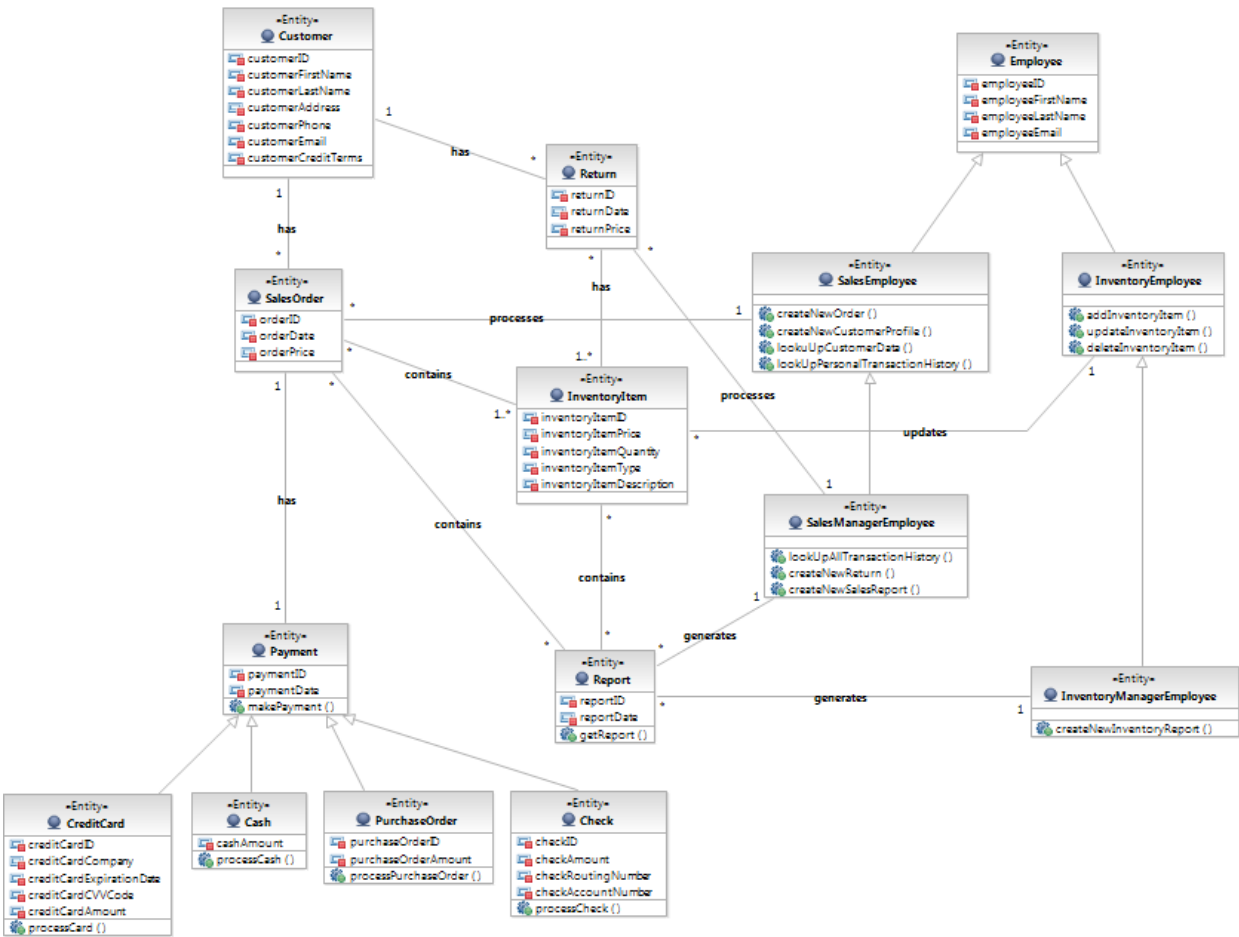 «Entity»
Customer
customerID
customerFirstName
customerLastName
customerAddress
customerPhone
customerEmail
customerCreditTerms
«Entity»
Employee
employeeID
employeeFirstName
employeeLastName
employeeEmail
1
has
*
«Entity»
Return
returnID
returnDate
returnPrice
1
has
*
«Entity»
SalesOrder
orderID
orderDate
orderPrice
*
has
1..*
*
processes
1
*
processes
1
«Entity»
SalesEmployee
createNewOrder ()
createNewCustomerProfile ()
lookuUpCustomerData ()
lookUpPersonalTransactionHistory ()
«Entity»
InventoryEmployee
addInventoryItem ()
updateInventoryItem ()
deleteInventoryItem ()
*
contains
1..*
«Entity»
InventoryItem
inventoryItemID
inventoryItemPrice
inventoryItemQuantity
inventoryItemType
inventoryItemDescription
*
updates
1
1
has
1
*
contains
*
*
contains
*
«Entity»
SalesManagerEmployee
lookUpAllTransactionHistory ()
createNewReturn ()
createNewSalesReport ()
1
generates
*
«Entity»
Payment
paymentID
paymentDate
makePayment ()
«Entity»
Report
reportID
reportDate
getReport ()
*
generates
1
«Entity»
InventoryManagerEmployee
createNewInventoryReport ()
«Entity»
CreditCard
creditCardID
creditCardCompany
creditCardExpirationDate
creditCardCVVCode
creditCardAmount
processCard ()
«Entity»
Cash
cashAmount
processCash ()
«Entity»
PurchaseOrder
purchaseOrderID
purchaseOrderAmount
processPurchaseOrder ()
«Entity»
Check
checkID
checkAmount
checkRoutingNumber
checkAccountNumber
processCheck ()